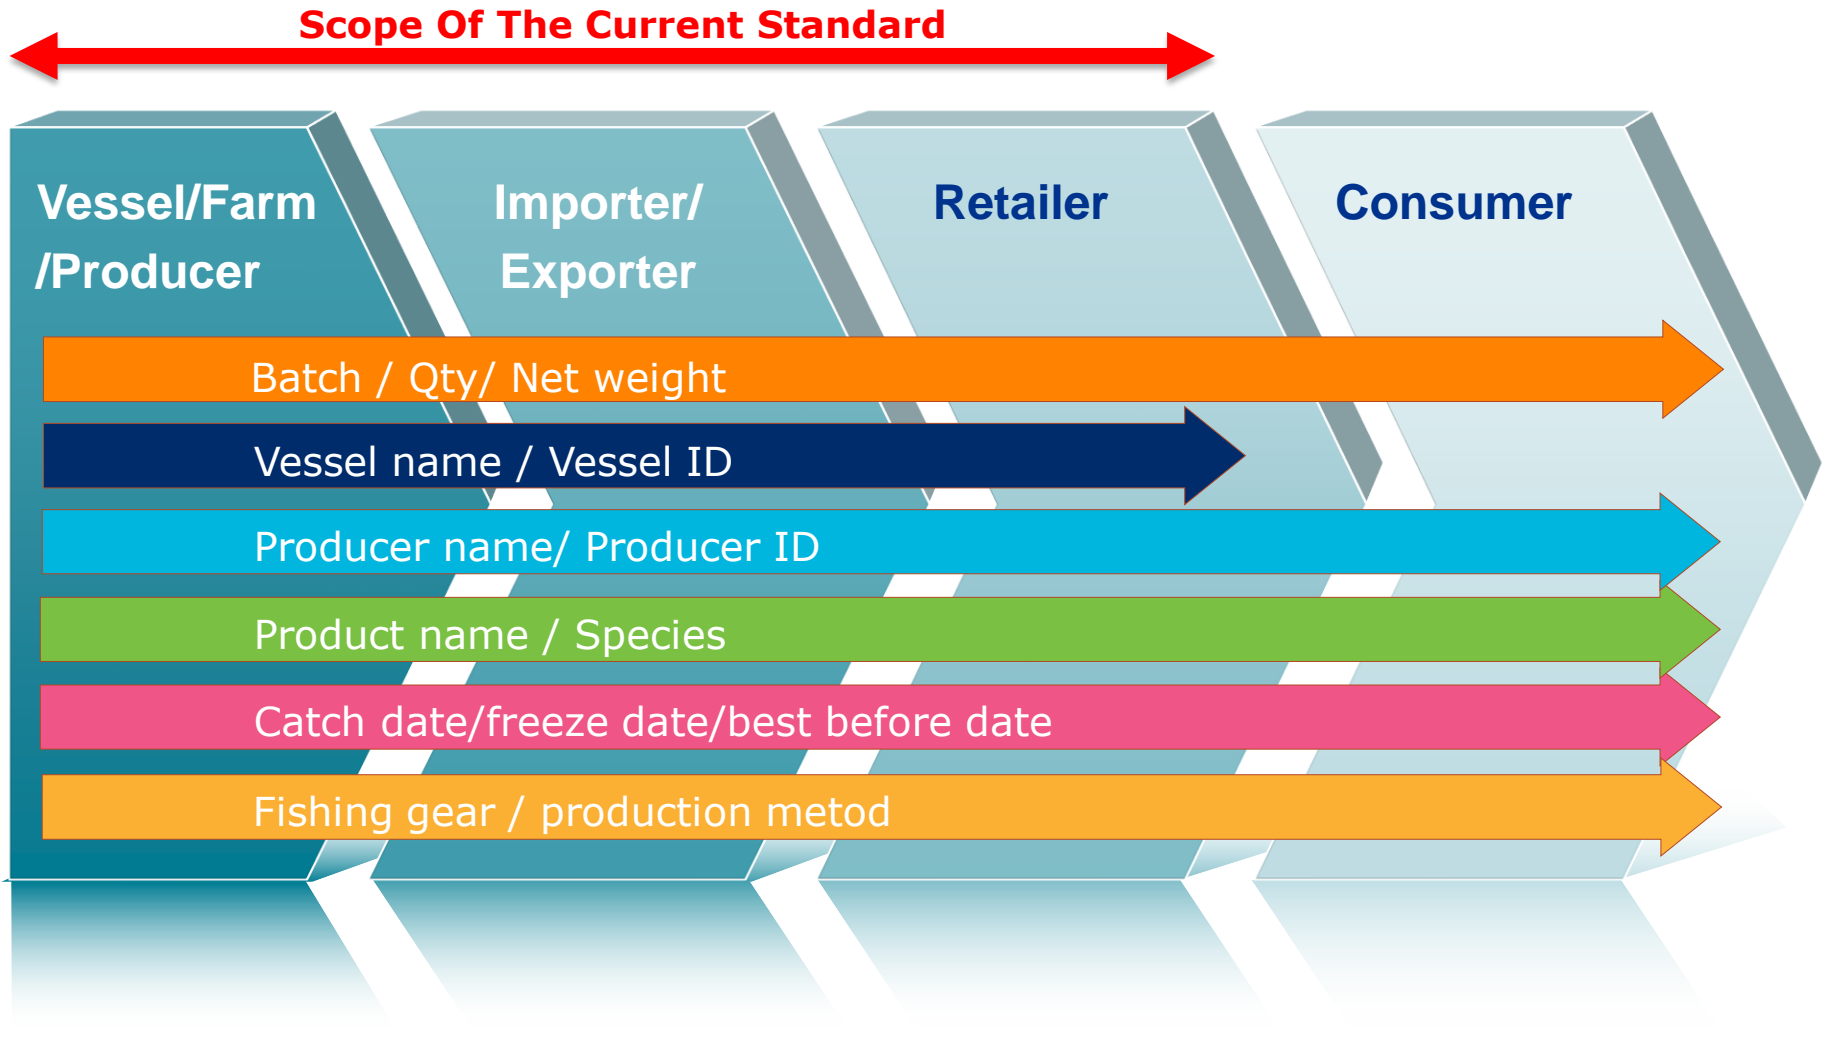 Scope Of The Current Standard
Vessel/Farm
/Producer
Importer/
Exporter
Retailer
Consumer
Batch / Qty/ Net weight
Vessel name / Vessel ID
Producer name/ Producer ID
Product name / Species
Catch date/freeze date/best before date
Fishing gear / production metod